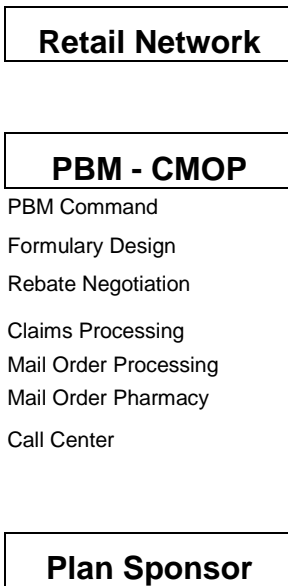 Retail Network
PBM - CMOP
PBM Command
Formulary Design
Rebate Negotiation
Claims Processing
Mail Order Processing
Mail Order Pharmacy
Call Center
Plan Sponsor